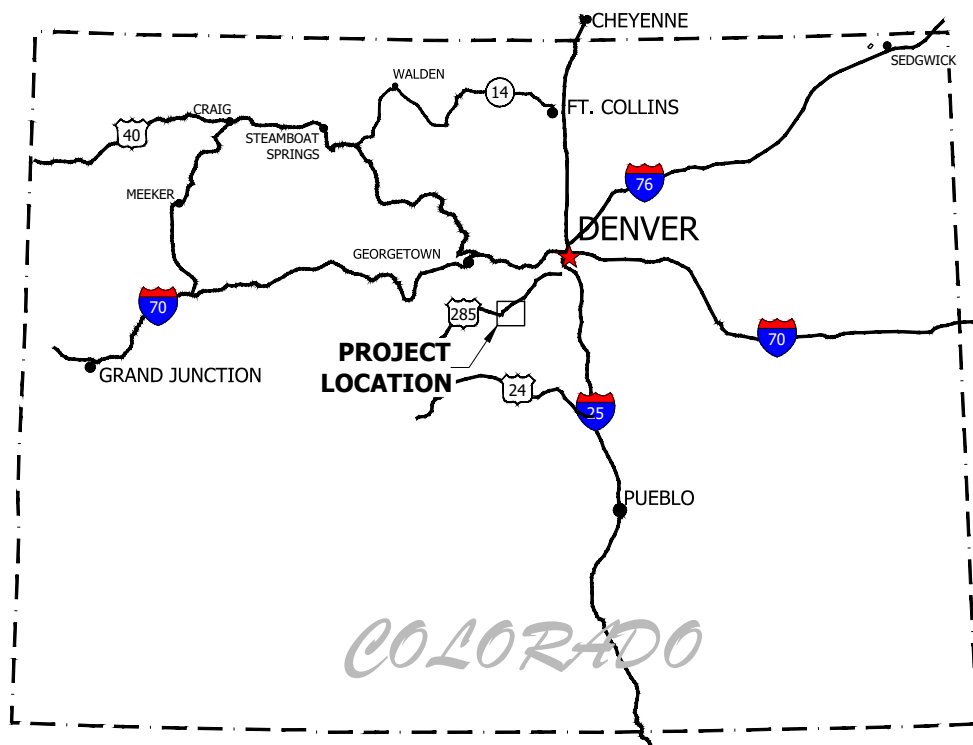 CHEYENNE
SEDGWICK
WALDEN
14
FT. COLLINS
CRAIG
40
STEAMBOAT
SPRINGS
76
MEEKER
DENVER
GEORGETOWN
70
285
70
PROJECT
LOCATION
GRAND JUNCTION
24
25
PUEBLO
COLORADO